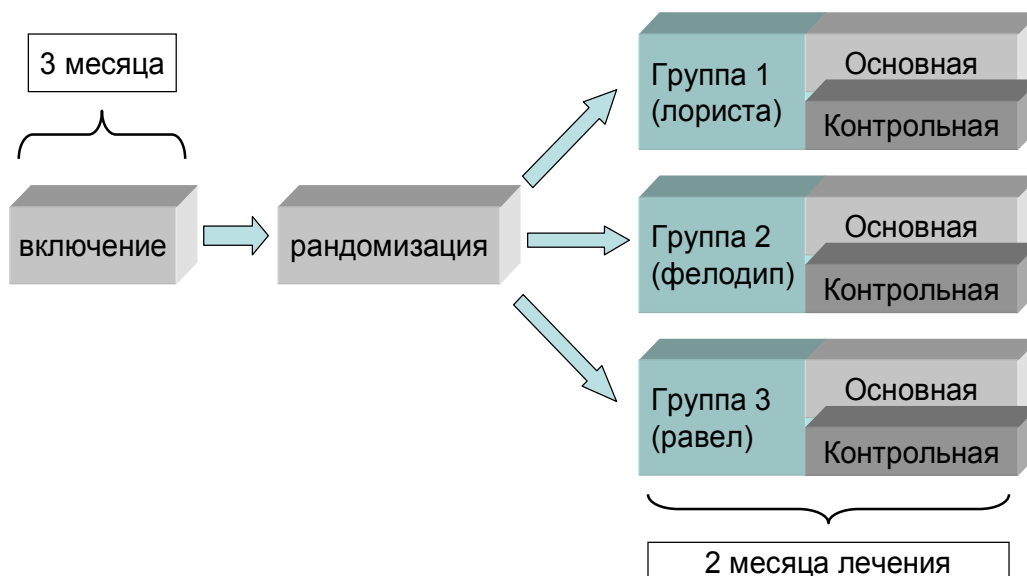 3 месяца
включение
рандомизация
Группа 1
(лориста)
Основная
Контрольная
Группа 2
(фелодип)
Основная
Контрольная
Группа 3
(равел)
Основная
Контрольная
2 месяца лечения